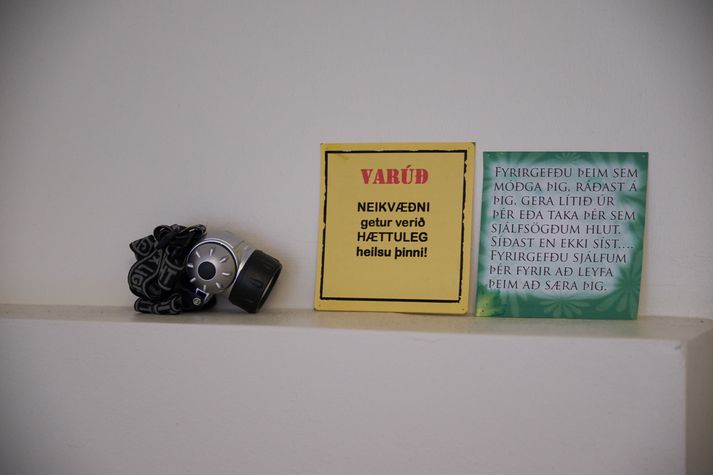 VARÚÐ
NEIKVÆÐNI
getur verið
HÆTTULEG
heilsu þinni!
FYRIRGEFÐU ÞEIM SEM
MÓÐGA ÞIG, RÁÐAST Á
ÞIG, GERA LÍTIÐ ÚR
ÞÉR EÐA TAKA ÞÉR SEM
SJÁLFSÖGÐUM HLUT.
SÍÐAST EN EKKI SÍST....
FYRIRGEFÐU SJÁLFUM
ÞÉR FYRIR AÐ LEYFA
ÞEIM AÐ SÆRA ÞIG.